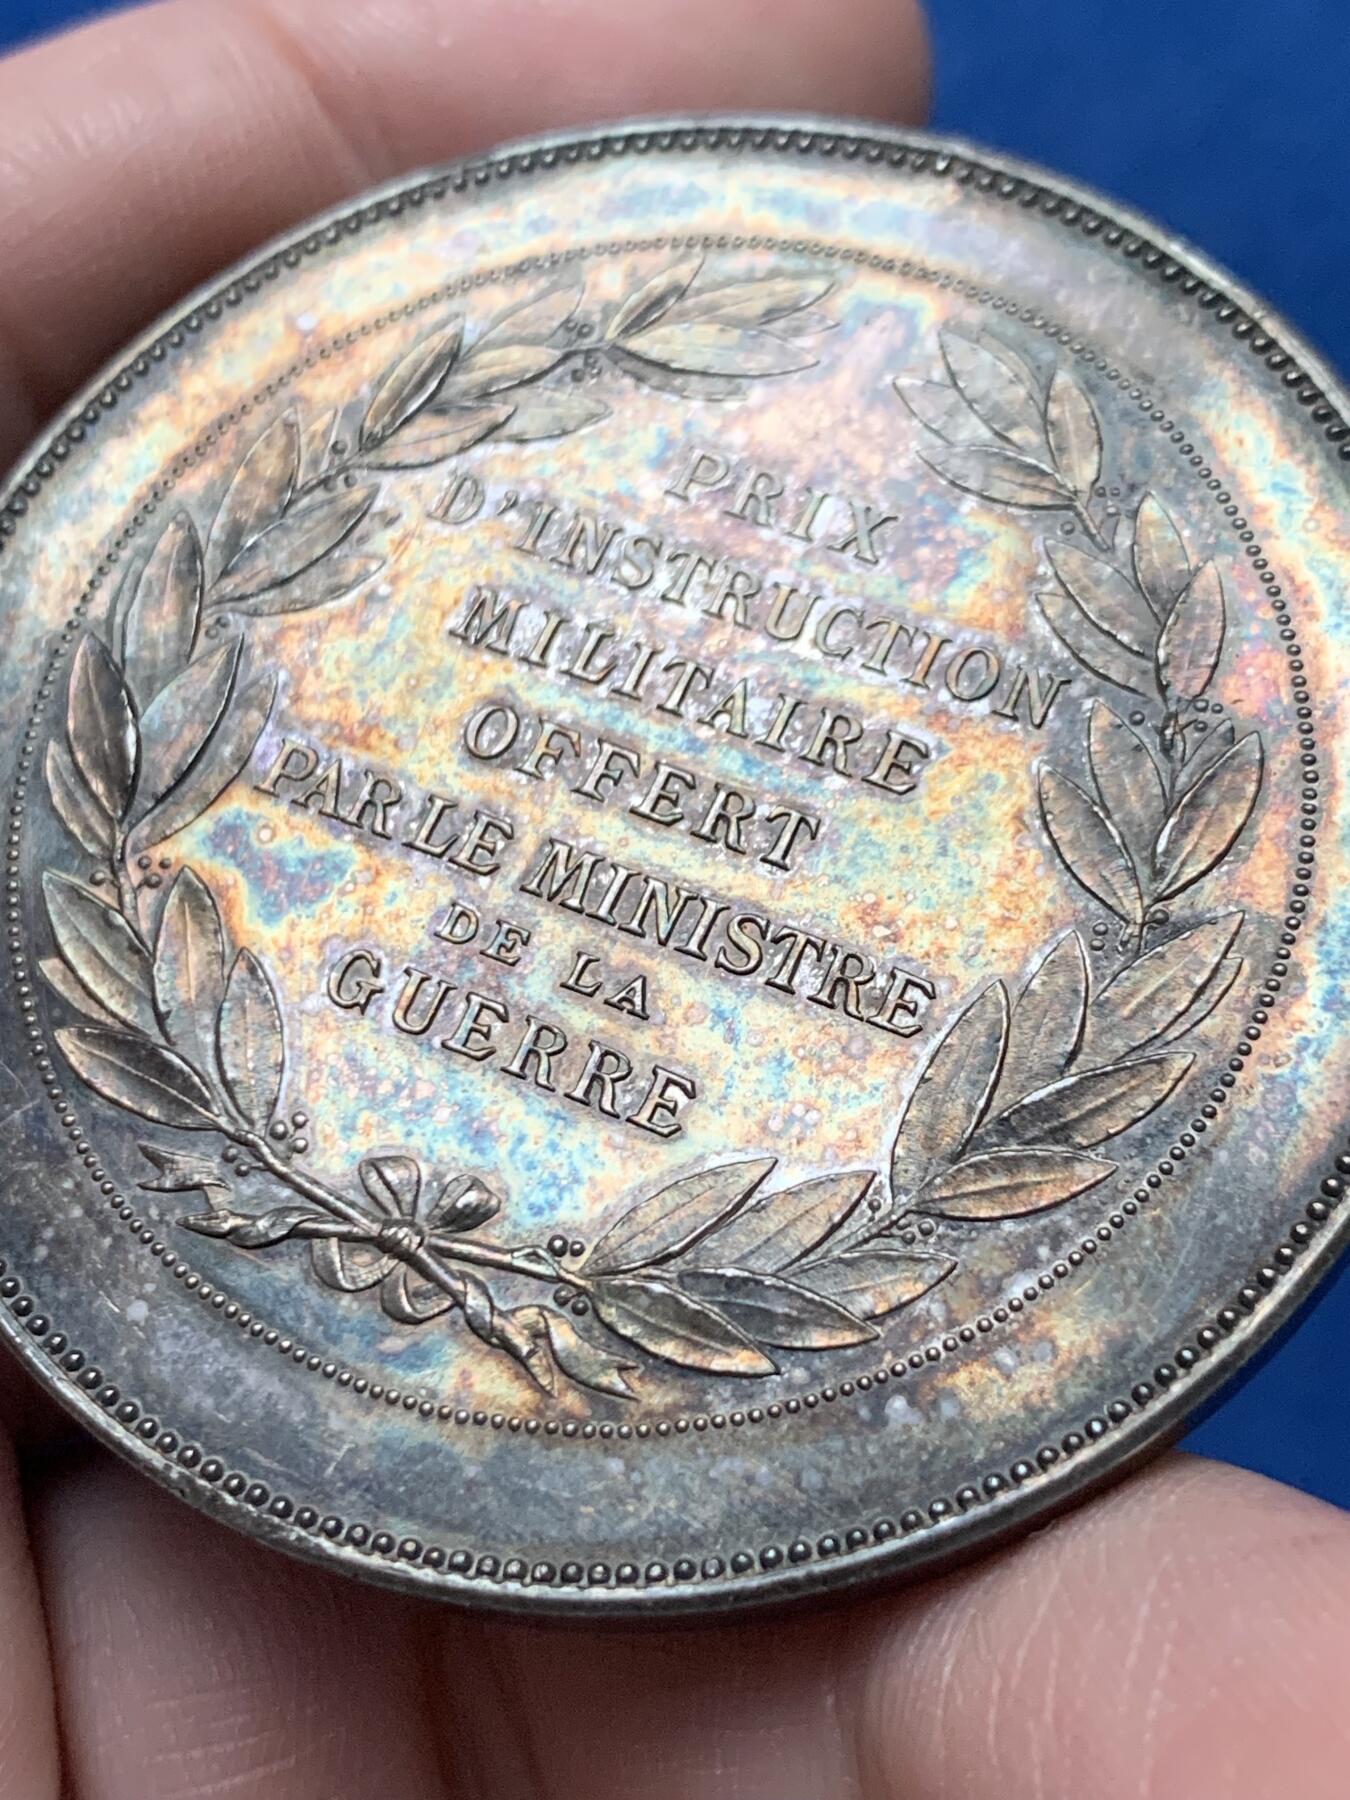 PRIX
D'INSTRUCTION
MILITAIRE
OFFERT
PAR LE MINISTRE
DE LA
GUERRE